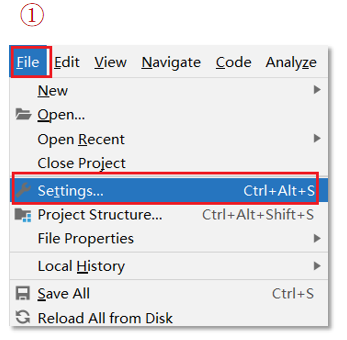 ①
File Edit View Navigate Code Analyze
New
Open...
Open Recent
Close Project
Settings... Ctrl+Alt+S
Project Structure... Ctrl+Alt+Shift+S
File Properties
Local History
Save All Ctrl+S
Reload All from Disk